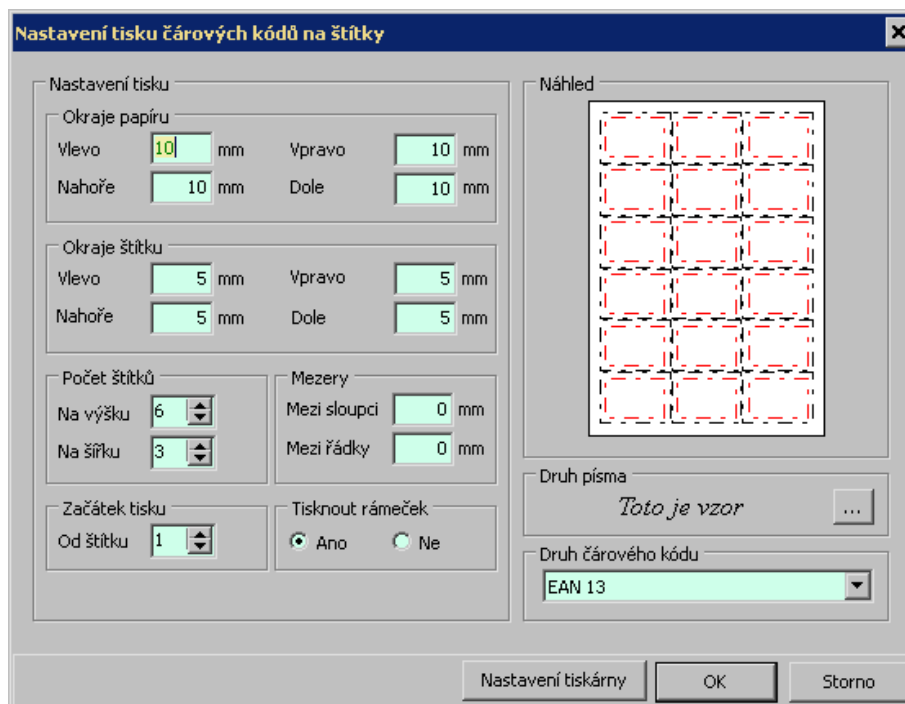 Nastavení tisku čárových kódů na štítky
Nastavení tisku
Okraje papíru
Vlevo 10 mm Vpravo 10 mm
Nahoře 10 mm Dole 10 mm
Okraje štítku
Vlevo 5 mm Vpravo 5 mm
Nahoře 5 mm Dole 5 mm
Počet štítků
Na výšku 6
Na šířku 3
Mezery
Mezi sloupci 0 mm
Mezi řádky 0 mm
Začátek tisku
Od štítku 1
Tisknout rámeček
Ano Ne
Náhled
Druh písma
Toto je vzor ...
Druh čárového kódu
EAN 13
Nastavení tiskárny OK Storno